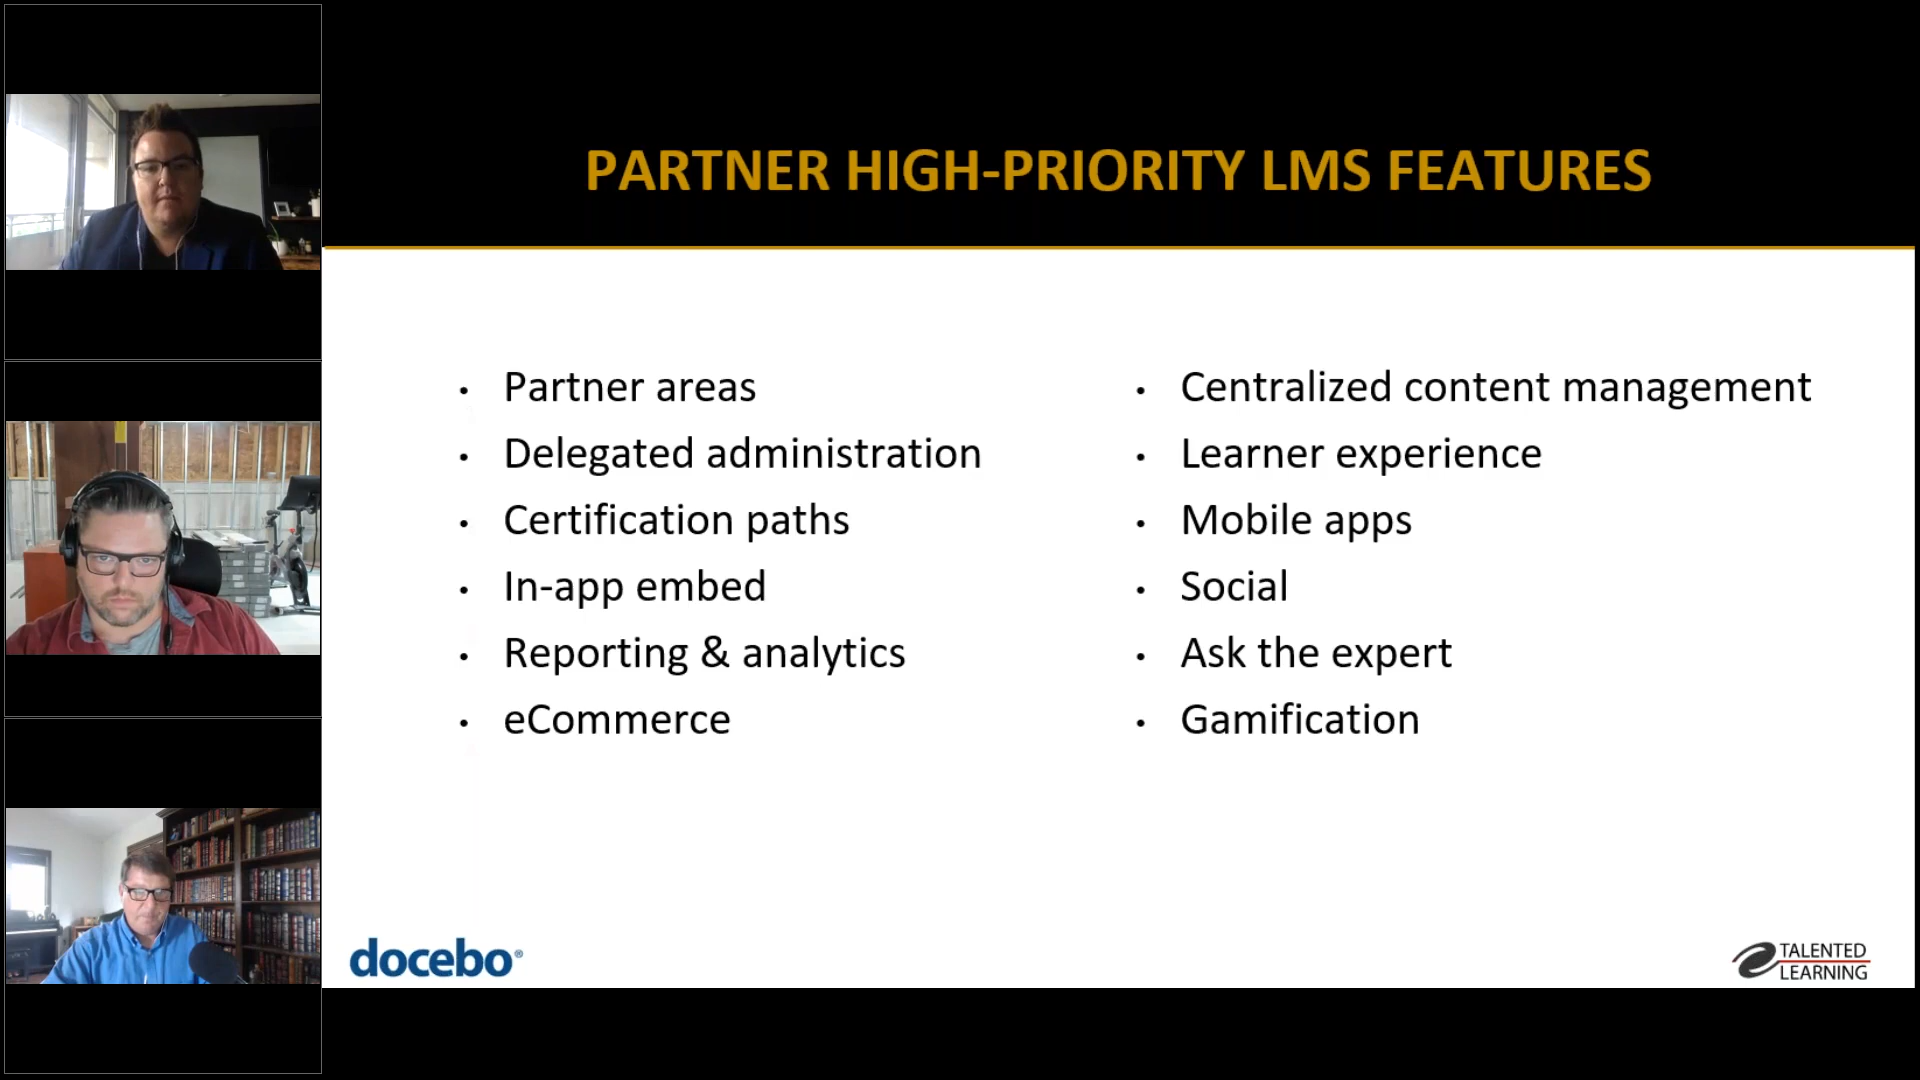 PARTNER HIGH-PRIORITY LMS FEATURES
• Partner areas
• Delegated administration
• Certification paths
• In-app embed
• Reporting & analytics
• eCommerce
• Centralized content management
• Learner experience
• Mobile apps
• Social
• Ask the expert
• Gamification
docebo®
TALENTED
LEARNING